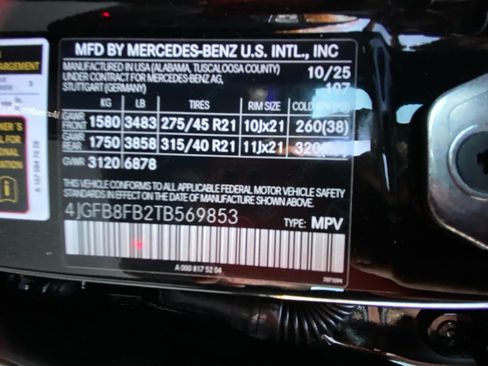 ENLARGEMENT
MFD BY MERCEDES-BENZ U.S. INTL., INC
MANUFACTURED IN USA (ALABAMA, TUSCALOOSA COUNTY) 10/25
UNDER CONTRACT FOR MERCEDES-BENZ AG,
STUTTGART (GERMANY) 107
KG LB TIRES RIM SIZE COLD
GAWR FRONT 1580 3483 275/45 R21 10Jx21 260(38)
GAWR REAR 1750 3858 315/40 R21 11Jx21
GVWR 3120 6878
THIS VEHICLE CONFORMS TO ALL APPLICABLE FEDERAL MOTOR VEHICLE SAFETY
STANDARDS IN EFFECT ON THE DATE OF MANUFACTURE SHOWN ABOVE.
4JGFB8FB2TB569853 TYPE: MPV
A 000 817 52 04